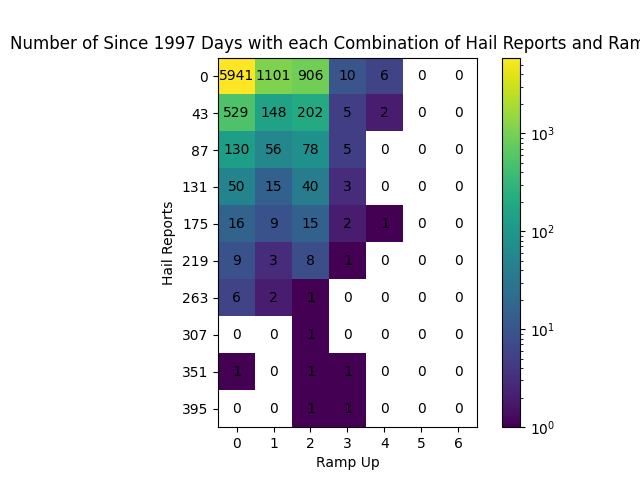 Number of Since 1997 Days with each Combination of Hail Reports and Ram
Hail Reports
0 5941 1101 906 10 6 0 0
43 529 148 202 5 2 0 0
87 130 56 78 5 0 0 0
131 50 15 40 3 0 0 0
175 16 9 15 2 1 0 0
219 9 3 8 1 0 0 0
263 6 2 1 0 0 0 0
307 0 0 1 0 0 0 0
351 1 0 1 1 0 0 0
395 0 0 1 1 0 0 0
0 1 2 3 4 5 6
Ramp Up
10³
10²
10¹
10⁰